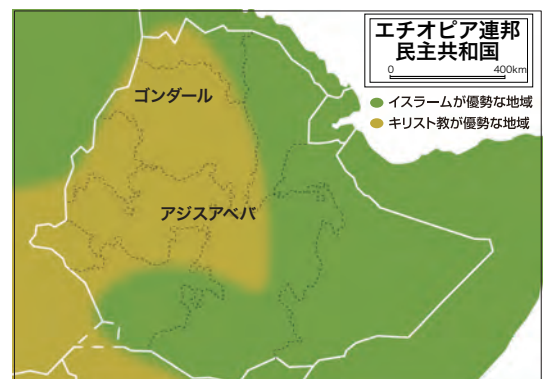 エチオピア連邦
民主共和国
0 400km
イスラームが優勢な地域
キリスト教が優勢な地域
ゴンダール
アジスアベバ